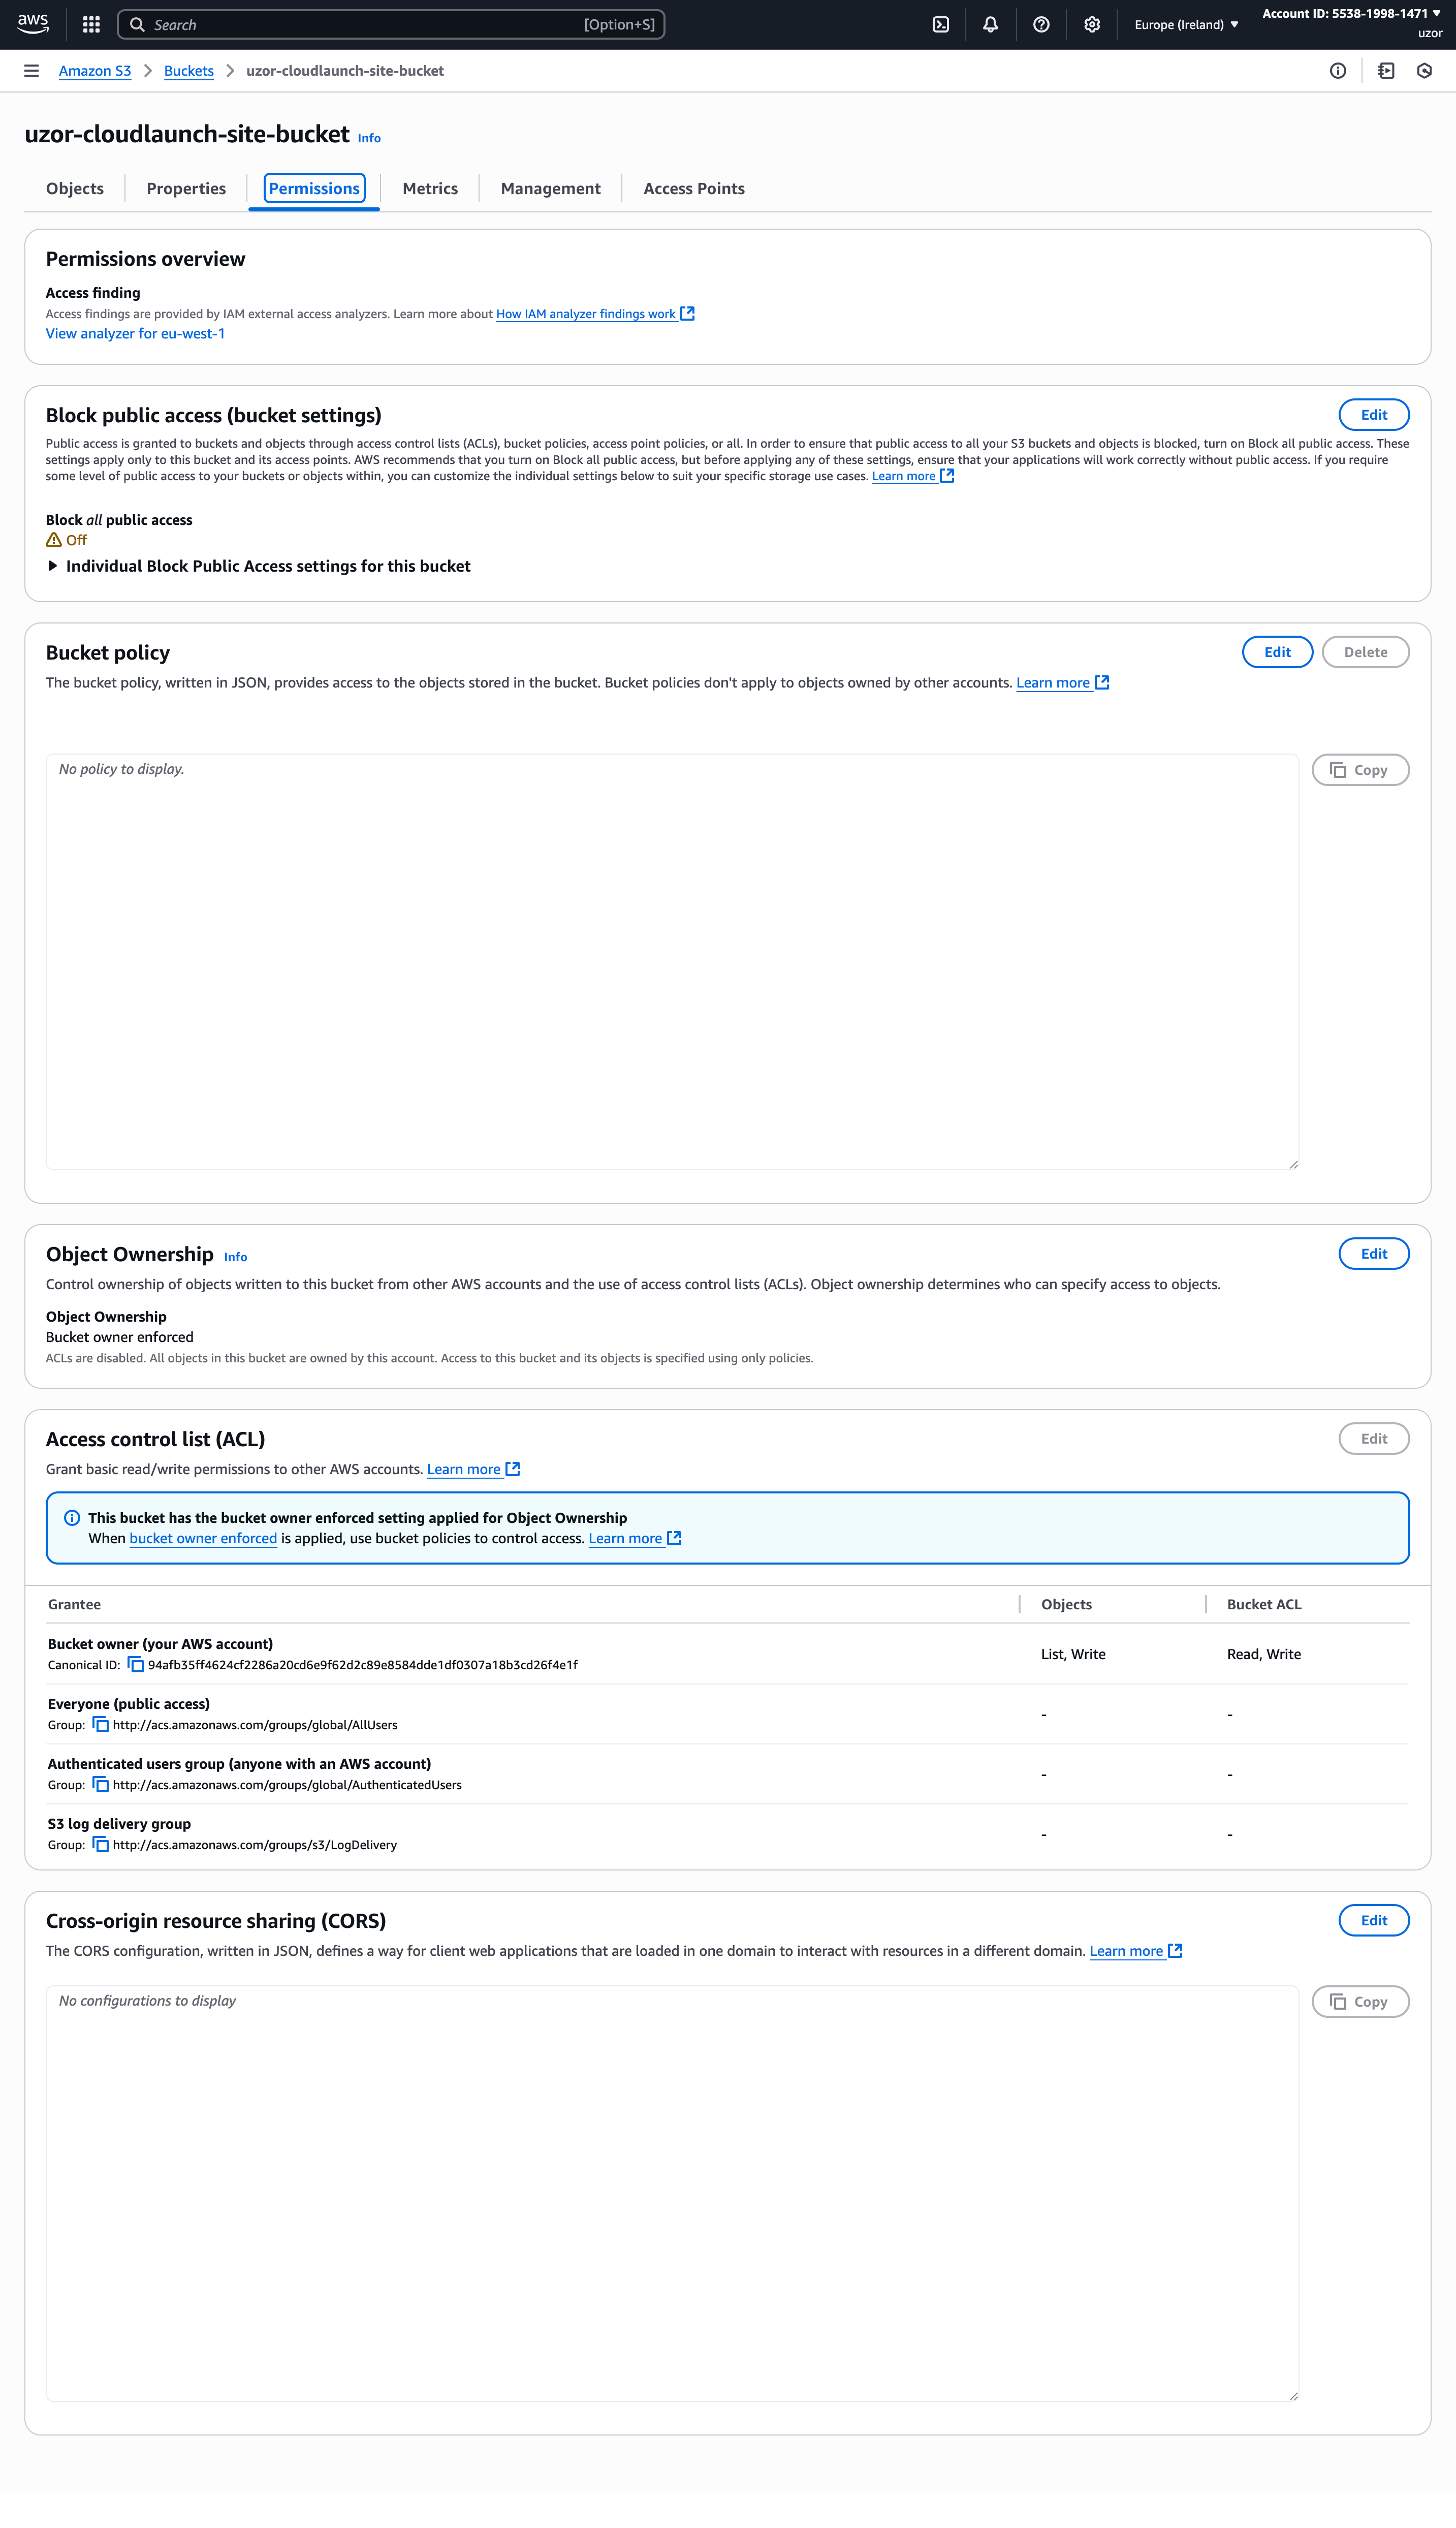 aws
Search
[Option+S]
Europe (Ireland)
Account ID: 5538-1998-1471
uzor
Amazon S3
Buckets
uzor-cloudlaunch-site-bucket
uzor-cloudlaunch-site-bucket Info
Objects
Properties
Permissions
Metrics
Management
Access Points
Permissions overview
Access finding
Access findings are provided by IAM external access analyzers. Learn more about How IAM analyzer findings work
View analyzer for eu-west-1
Block public access (bucket settings)
Edit
Public access is granted to buckets and objects through access control lists (ACLs), bucket policies, access point policies, or all. In order to ensure that public access to all your S3 buckets and objects is blocked, turn on Block all public access. These
settings apply only to this bucket and its access points. AWS recommends that you turn on Block all public access, but before applying any of these settings, ensure that your applications will work correctly without public access. If you require
some level of public access to your buckets or objects within, you can customize the individual settings below to suit your specific storage use cases. Learn more
Block all public access
Off
Individual Block Public Access settings for this bucket
Bucket policy
Edit
Delete
The bucket policy, written in JSON, provides access to the objects stored in the bucket. Bucket policies don't apply to objects owned by other accounts. Learn more
No policy to display.
Copy
Object Ownership Info
Edit
Control ownership of objects written to this bucket from other AWS accounts and the use of access control lists (ACLs). Object ownership determines who can specify access to objects.
Object Ownership
Bucket owner enforced
ACLs are disabled. All objects in this bucket are owned by this account. Access to this bucket and its objects is specified using only policies.
Access control list (ACL)
Edit
Grant basic read/write permissions to other AWS accounts. Learn more
This bucket has the bucket owner enforced setting applied for Object Ownership
When bucket owner enforced is applied, use bucket policies to control access. Learn more
Grantee
Objects
Bucket ACL
Bucket owner (your AWS account)
Canonical ID: 94afb35ff4624cf2286a20cd6e9f62d2c89e8584dde1df0307a18b3cd26f4e1f
List, Write
Read, Write
Everyone (public access)
Group: http://acs.amazonaws.com/groups/global/AllUsers
-
-
Authenticated users group (anyone with an AWS account)
Group: http://acs.amazonaws.com/groups/global/AuthenticatedUsers
-
-
S3 log delivery group
Group: http://acs.amazonaws.com/groups/s3/LogDelivery
-
-
Cross-origin resource sharing (CORS)
Edit
The CORS configuration, written in JSON, defines a way for client web applications that are loaded in one domain to interact with resources in a different domain. Learn more
No configurations to display
Copy